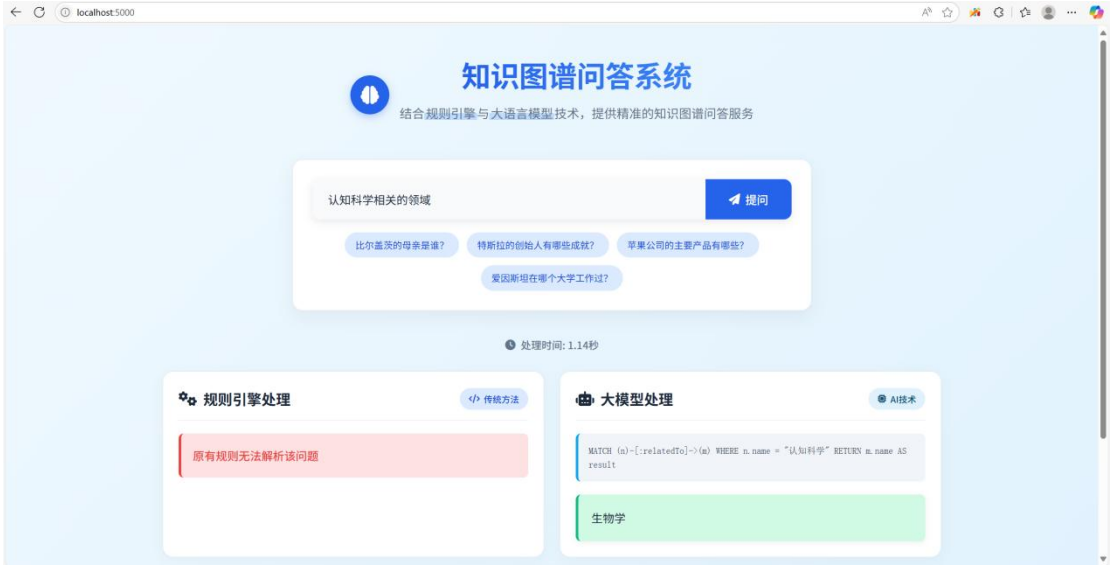 localhost:5000
知识图谱问答系统
结合规则引擎与大语言模型技术，提供精准的知识图谱问答服务
认知科学相关的领域
提问
比尔盖茨的母亲是谁?
特斯拉的创始人有哪些成就?
苹果公司的主要产品有哪些?
爱因斯坦在哪个大学工作过?
处理时间: 1.14秒
规则引擎处理
</> 传统方法
原有规则无法解析该问题
大模型处理
AI技术
MATCH (n)-[:relatedTo]->(m) WHERE n.name = "认知科学" RETURN m.name AS
result
生物学